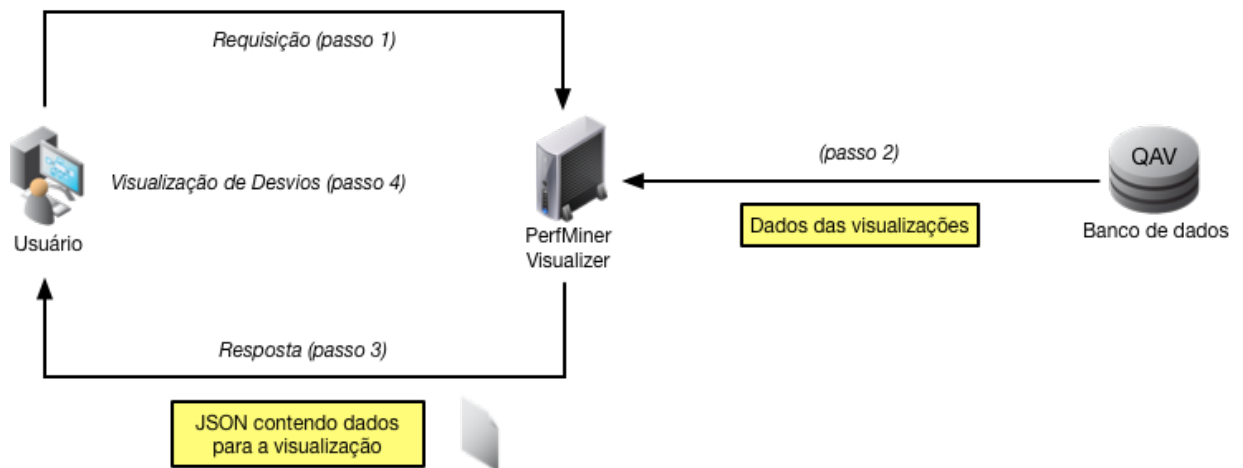 Requisição (passo 1)
Visualização de Desvios (passo 4)
Usuário
PerfMiner
Visualizer
(passo 2)
Dados das visualizações
QAV
Banco de dados
Resposta (passo 3)
JSON contendo dados
para a visualização